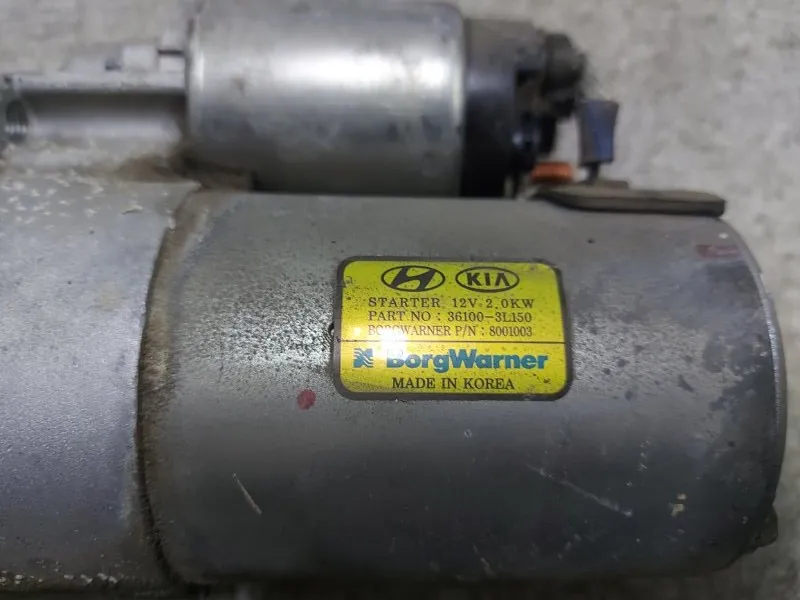 KIA
STARTER 12V 2.0KW
PART NO : 36100-3L150
BORGWARNER P/N : 8001003
BorgWarner
MADE IN KOREA